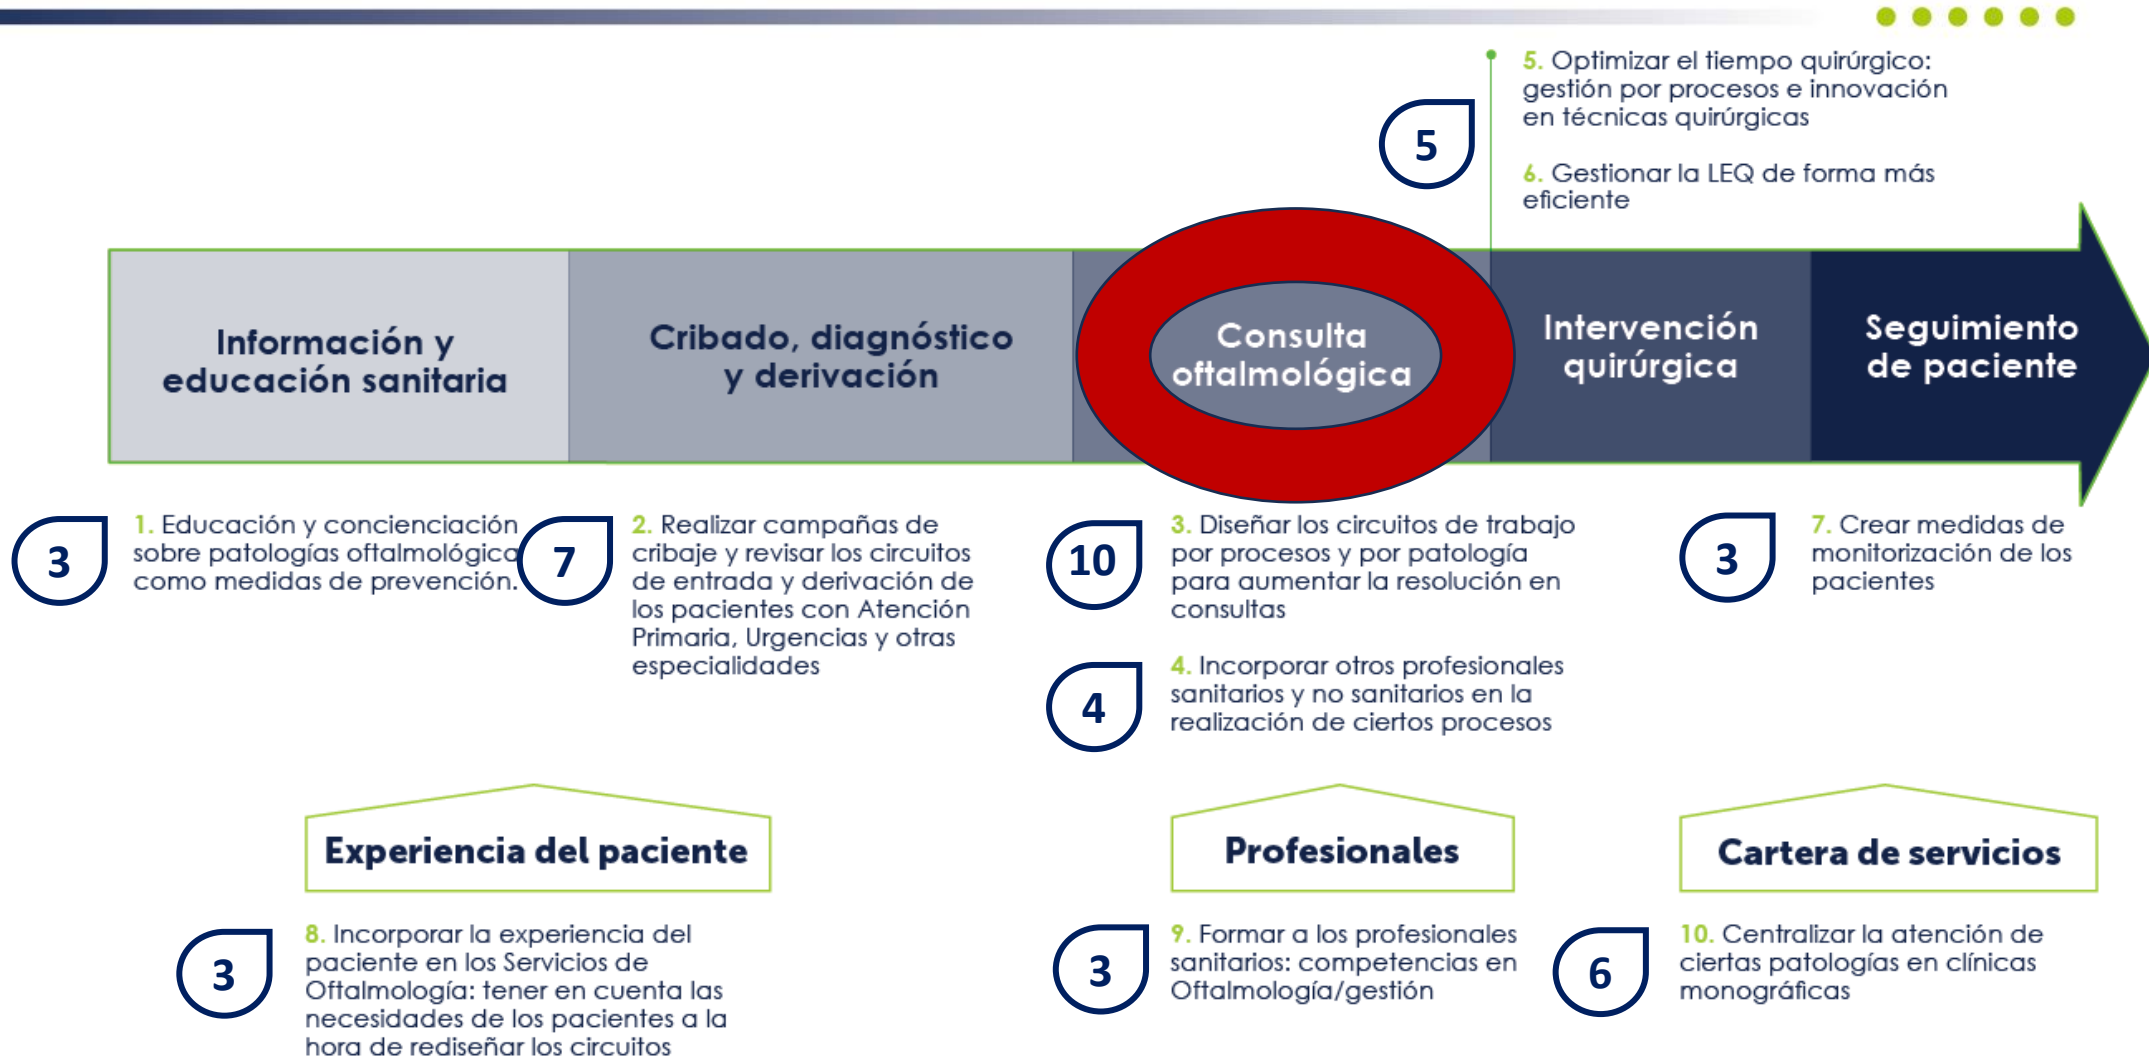 5
5. Optimizar el tiempo quirúrgico:
gestión por procesos e innovación
en técnicas quirúrgicas
6. Gestionar la LEQ de forma más
eficiente
Información y
educación sanitaria
Cribado, diagnóstico
y derivación
Consulta
oftalmológica
Intervención
quirúrgica
Seguimiento
de paciente
3
1. Educación y concienciación
sobre patologías oftalmológica
como medidas de prevención.
7
2. Realizar campañas de
cribaje y revisar los circuitos
de entrada y derivación de
los pacientes con Atención
Primaria, Urgencias y otras
especialidades
10
3. Diseñar los circuitos de trabajo
por procesos y por patología
para aumentar la resolución en
consultas
4
4. Incorporar otros profesionales
sanitarios y no sanitarios en la
realización de ciertos procesos
3
7. Crear medidas de
monitorización de los
pacientes
Experiencia del paciente
3
8. Incorporar la experiencia del
paciente en los Servicios de
Oftalmología: tener en cuenta las
necesidades de los pacientes a la
hora de rediseñar los circuitos
Profesionales
3
9. Formar a los profesionales
sanitarios: competencias en
Oftalmología/gestión
Cartera de servicios
6
10. Centralizar la atención de
ciertas patologías en clínicas
monográficas